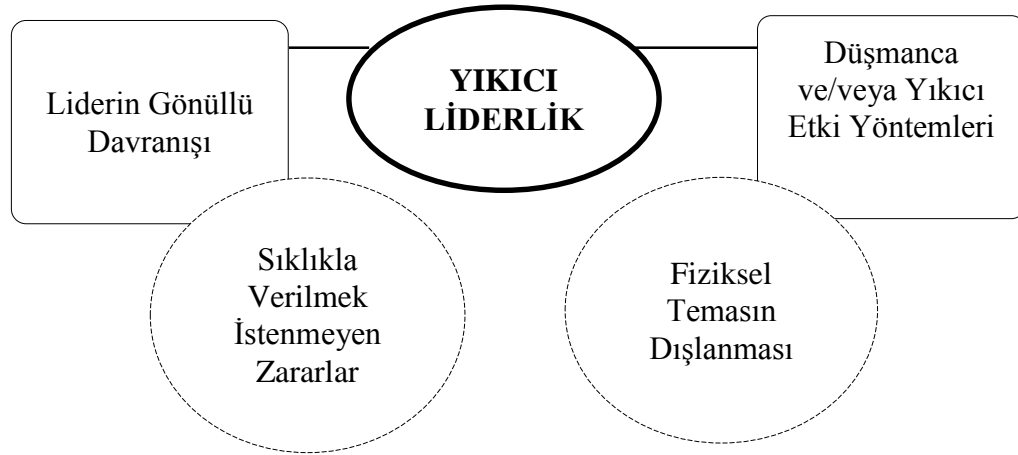 YIKICI
LİDERLİK
Liderin Gönüllü
Davranışı
Düşmanca
ve/veya Yıkıcı
Etki Yöntemleri
Sıklıkla
Verilmek
İstenmeyen
Zararlar
Fiziksel
Temasın
Dışlanması